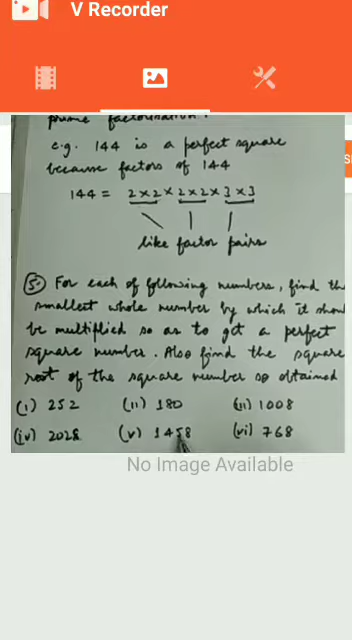 V Recorder
prime factorisation.
e.g. 144 is a perfect square
because factors of 144
144 = 2×2×2×2×3×3
like factor pairs
5. For each of following numbers, find the
smallest whole number by which it shou
be multiplied so as to get a perfect
square number. Also find the square
root of the square number so obtained
(i) 252 (ii) 180 (iii) 1008
(iv) 2028 (v) 1458 (vi) 768
No Image Available